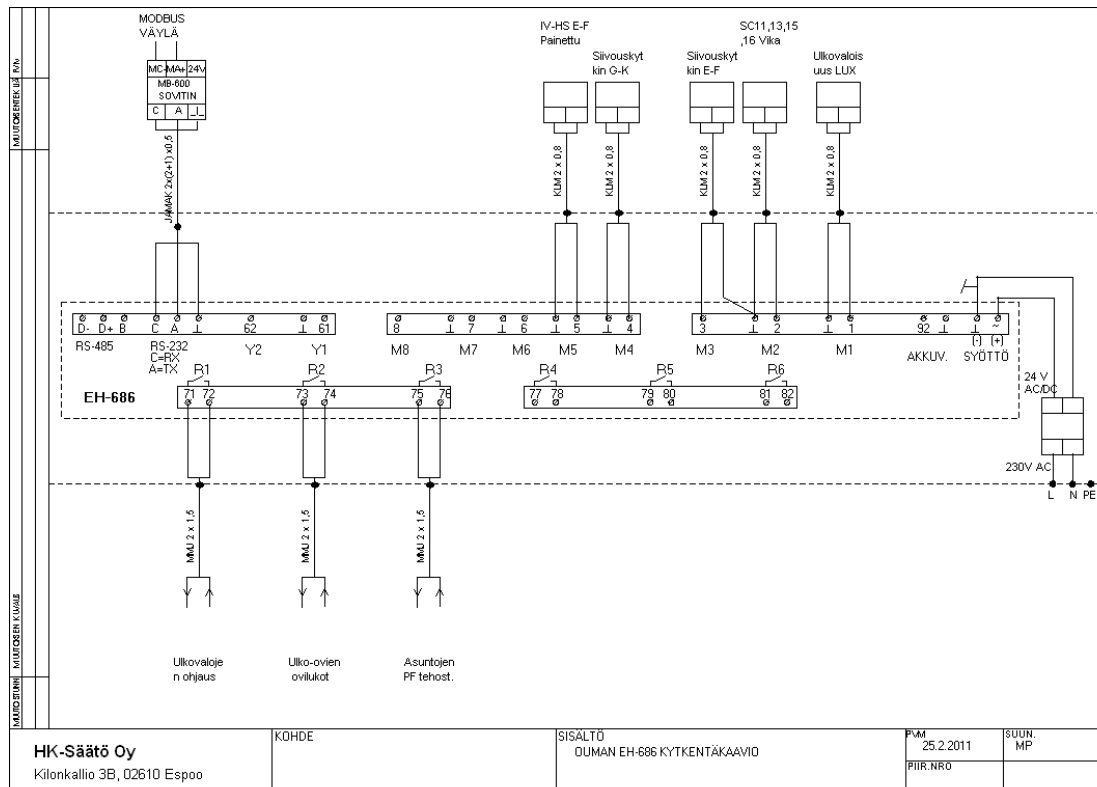 MODBUS
VÄYLÄ
MC- MA+ 24V
MB-600
SOVITIN
C A
JAMAK 2x(2+1) x0,5
IV-HS E-F
Painettu
Siivouskyt
kin G-K
Siivouskyt
kin E-F
SC11,13,15
,16 Vika
Ulkovalois
uus LUX
KLM 2 x 0,8
KLM 2 x 0,8
KLM 2 x 0,8
KLM 2 x 0,8
KLM 2 x 0,8
D- D+ B C A ⊥ 62 ⊥ 61
8 ⊥ 7 ⊥ 6 ⊥ 5 ⊥ 4
3 ⊥ 2 ⊥ 1 92 ⊥ ⊥ ~
(-) (+)
RS-485
RS-232
C=RX
A=TX
Y2 Y1
M8 M7 M6 M5 M4
M3 M2 M1
AKKUV. SYÖTTÖ
R1 R2 R3 R4 R5 R6
EH-686
71 72 73 74 75 76
77 78 79 80 81 82
24 V
AC/DC
230V AC
L N PE
MMJ 2 x 1,5
MMJ 2 x 1,5
MMJ 2 x 1,5
Ulkovaloje
n ohjaus
Ulko-ovien
ovilukot
Asuntojen
PF tehost.
HK-Säätö Oy
Kilonkallio 3B, 02610 Espoo
KOHDE
SISÄLTÖ
OUMAN EH-686 KYTKENTÄKAAVIO
PVM
25.2.2011
SUUN.
MP
PIIR.NRO